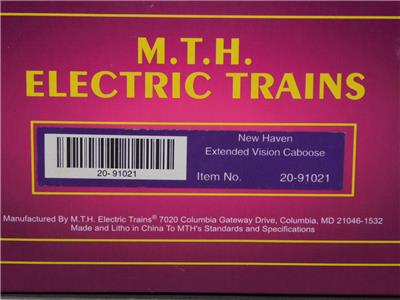 M.T.H.
ELECTRIC TRAINS
New Haven
Extended Vision Caboose
20-91021
Item No. 20-91021
Manufactured By M.T.H. Electric Trains® 7020 Columbia Gateway Drive, Columbia, MD 21046-1532
Made and Litho in China To MTH's Standards and Specifications